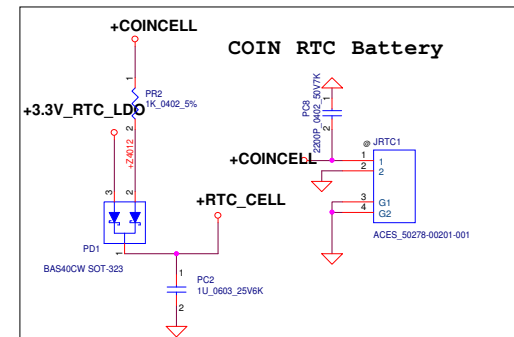 +COINCELL
COIN RTC Battery
1
PR2
1K_0402_5%
2
+Z4012
+3.3V_RTC_LDO
3
2
PD1
1
BAS40CW SOT-323
+RTC_CELL
1
PC2
1U_0603_25V6K
2
PC8
2200P_0402_50V7K
1
2
+COINCELL
@ JRTC1
1
1
2
2
3
G1
4
G2
ACES_50278-00201-001